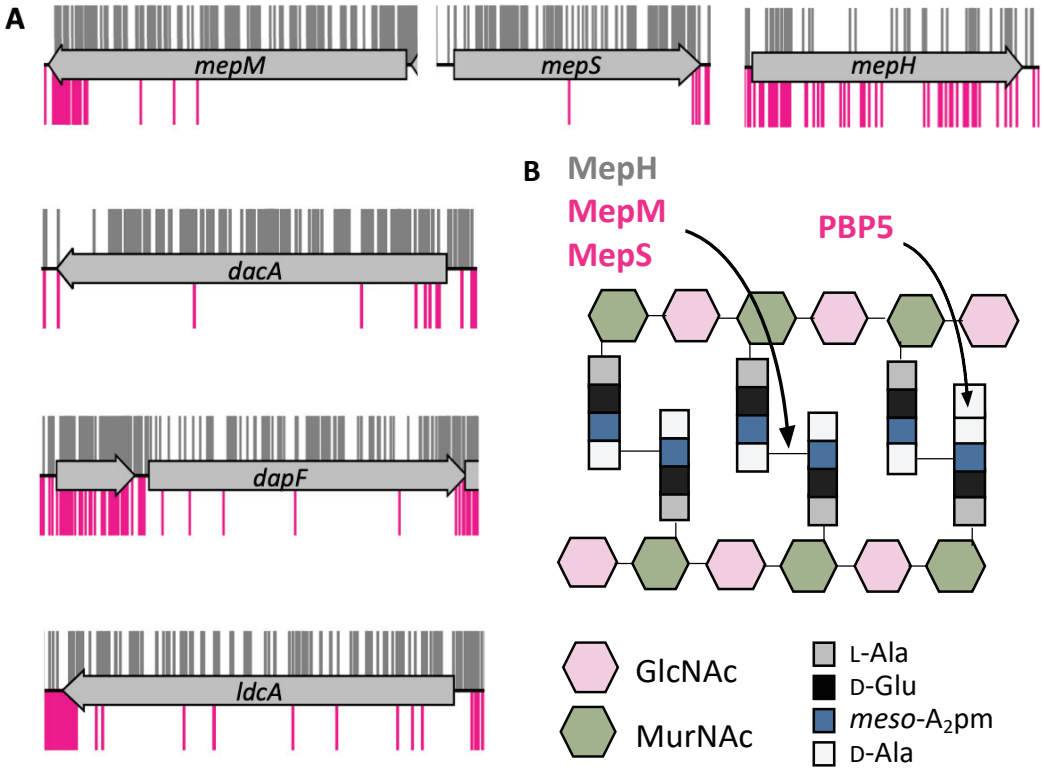 A
mepM
mepS
mepH
dacA
dapF
ldcA
B
MepH
MepM
MepS
PBP5
GlcNAc
MurNAc
L-Ala
D-Glu
meso-A₂pm
D-Ala